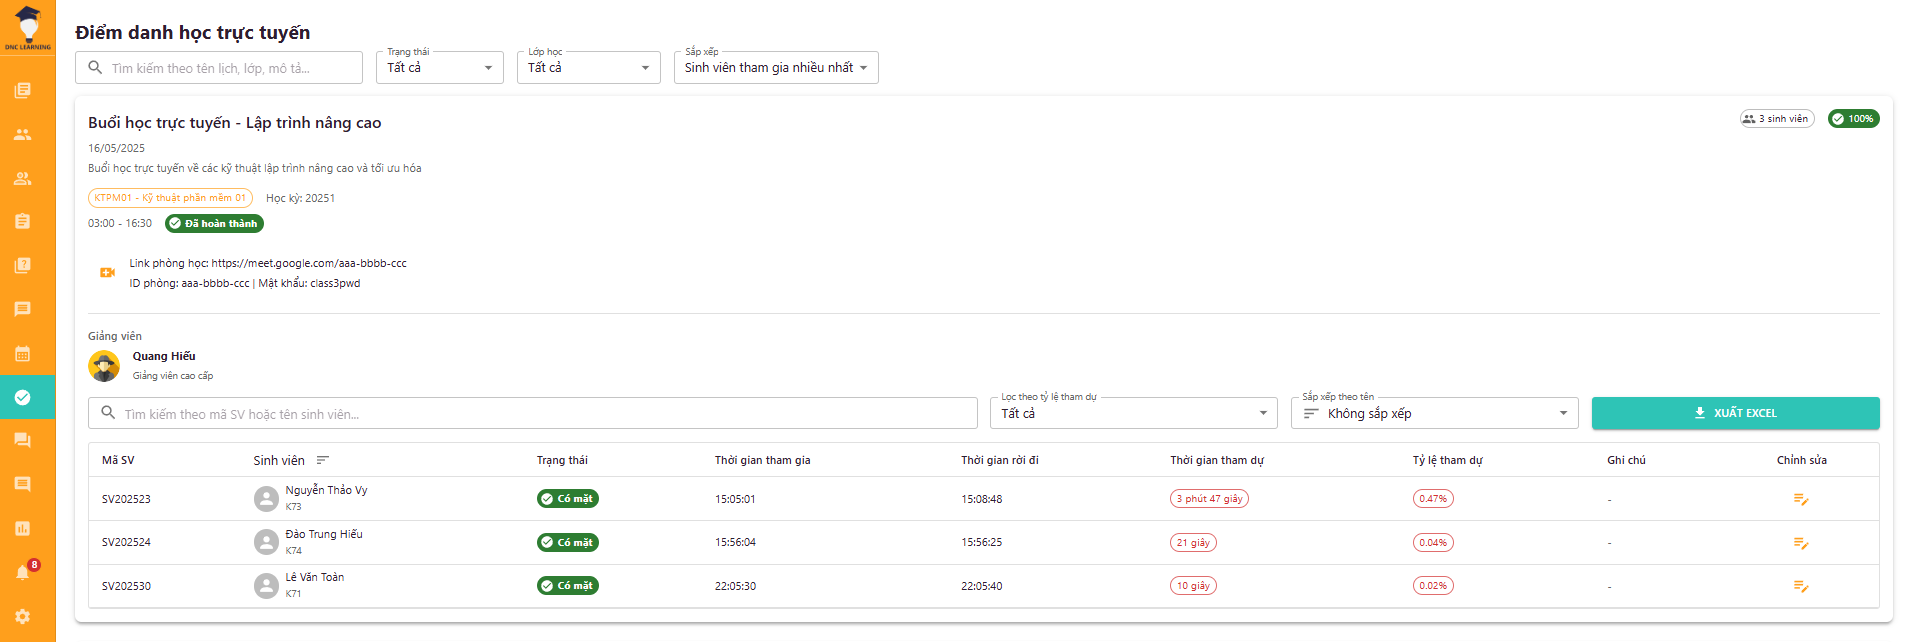 DNC LEARNING
Điểm danh học trực tuyến
Tìm kiếm theo tên lịch, lớp, mô tả...
Trạng thái
Tất cả
Lớp học
Tất cả
Sắp xếp
Sinh viên tham gia nhiều nhất
Buổi học trực tuyến - Lập trình nâng cao
3 sinh viên
100%
16/05/2025
Buổi học trực tuyến về các kỹ thuật lập trình nâng cao và tối ưu hóa
KTPM01 - Kỹ thuật phần mềm 01
Học kỳ: 20251
03:00 - 16:30
Đã hoàn thành
Link phòng học: https://meet.google.com/aaa-bbbb-ccc
ID phòng: aaa-bbbb-ccc | Mật khẩu: class3pwd
Giảng viên
Quang Hiếu
Giảng viên cao cấp
Tìm kiếm theo mã SV hoặc tên sinh viên...
Lọc theo tỷ lệ tham dự
Tất cả
Sắp xếp theo tên
Không sắp xếp
XUẤT EXCEL
Mã SV Sinh viên Trạng thái Thời gian tham gia Thời gian rời đi Thời gian tham dự Tỷ lệ tham dự Ghi chú Chỉnh sửa
SV202523 Nguyễn Thảo Vy Có mặt 15:05:01 15:08:48 3 phút 47 giây 0.47% -
K73
SV202524 Đào Trung Hiếu Có mặt 15:56:04 15:56:25 21 giây 0.04% -
K74
SV202530 Lê Văn Toàn Có mặt 22:05:30 22:05:40 10 giây 0.02% -
K71
8